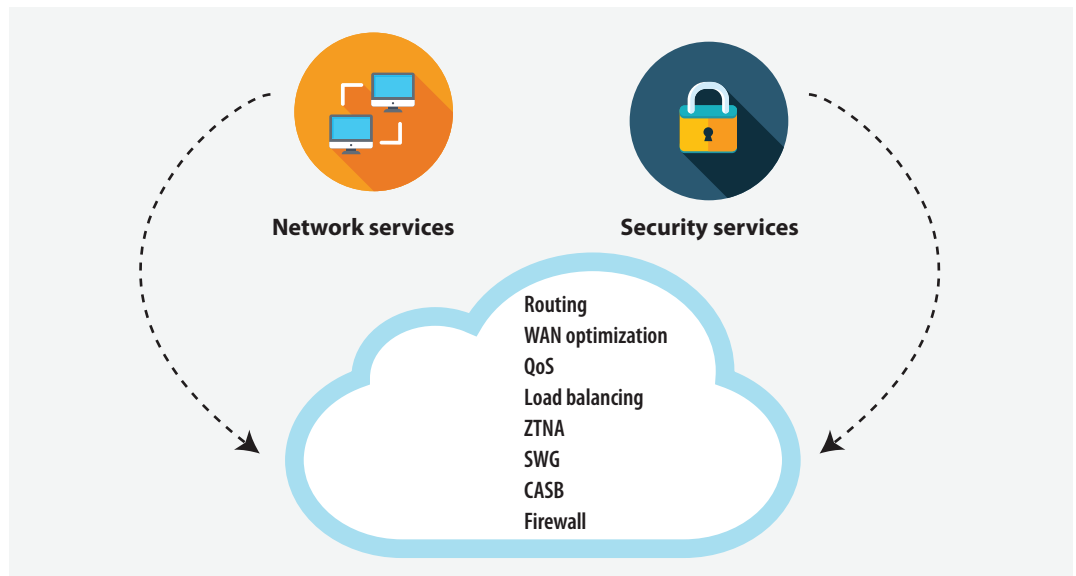 Network services
Security services
Routing
WAN optimization
QoS
Load balancing
ZTNA
SWG
CASB
Firewall